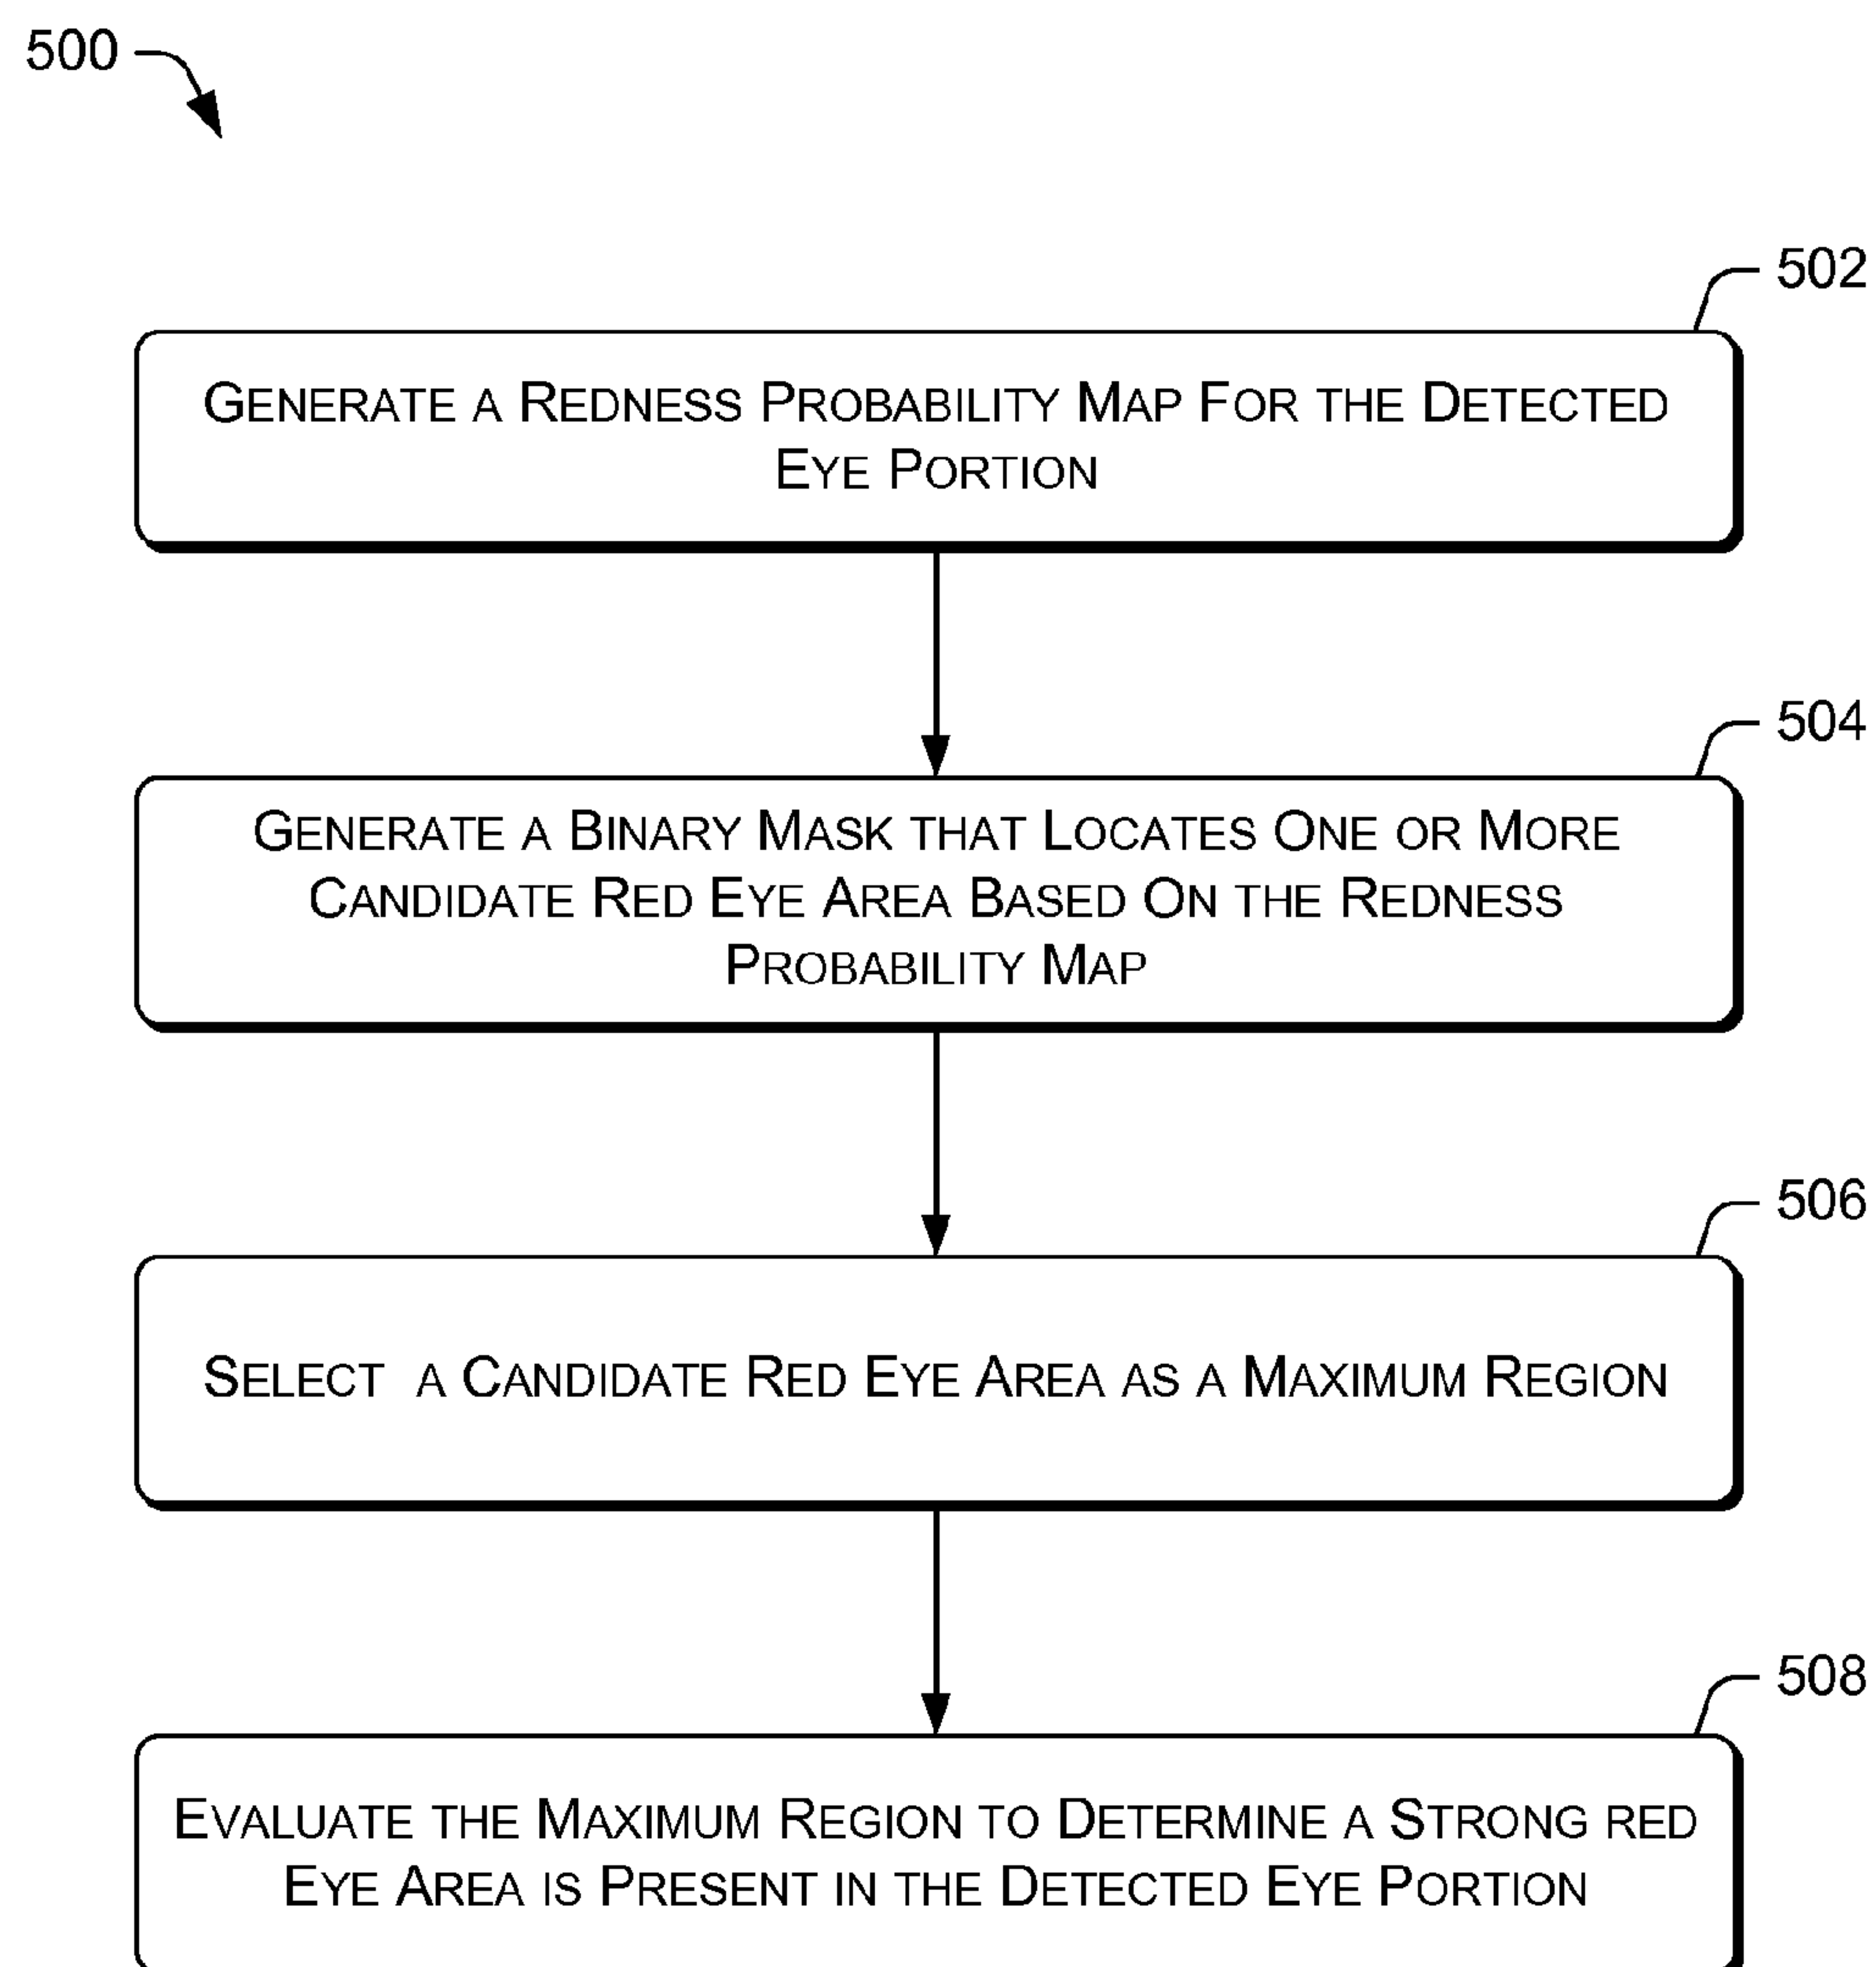 500
502
GENERATE A REDNESS PROBABILITY MAP FOR THE DETECTED
EYE PORTION
504
GENERATE A BINARY MASK THAT LOCATES ONE OR MORE
CANDIDATE RED EYE AREA BASED ON THE REDNESS
PROBABILITY MAP
506
SELECT A CANDIDATE RED EYE AREA AS A MAXIMUM REGION
508
EVALUATE THE MAXIMUM REGION TO DETERMINE A STRONG RED
EYE AREA IS PRESENT IN THE DETECTED EYE PORTION